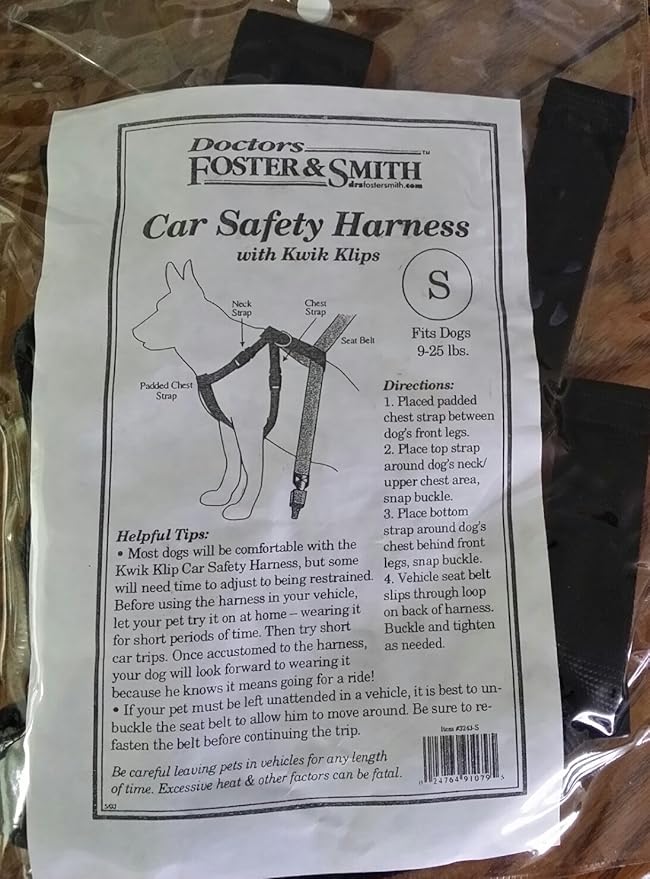 Doctors
FOSTER & SMITH™
drsfostersmith.com
Car Safety Harness
with Kwik Klips
S
Fits Dogs
9-25 lbs.
Neck
Strap
Chest
Strap
Seat Belt
Padded Chest
Strap
Directions:
1. Placed padded
chest strap between
dog's front legs.
2. Place top strap
around dog's neck/
upper chest area,
snap buckle.
3. Place bottom
strap around dog's
chest behind front
legs, snap buckle.
4. Vehicle seat belt
slips through loop
on back of harness.
Buckle and tighten
as needed.
Helpful Tips:
• Most dogs will be comfortable with the
Kwik Klip Car Safety Harness, but some
will need time to adjust to being restrained.
Before using the harness in your vehicle,
let your pet try it on at home – wearing it
for short periods of time. Then try short
car trips. Once accustomed to the harness,
your dog will look forward to wearing it
because he knows it means going for a ride!
• If your pet must be left unattended in a vehicle, it is best to un-
buckle the seat belt to allow him to move around. Be sure to re-
fasten the belt before continuing the trip.
Be careful leaving pets in vehicles for any length
of time. Excessive heat & other factors can be fatal.
Item #3243-S
24764 91079